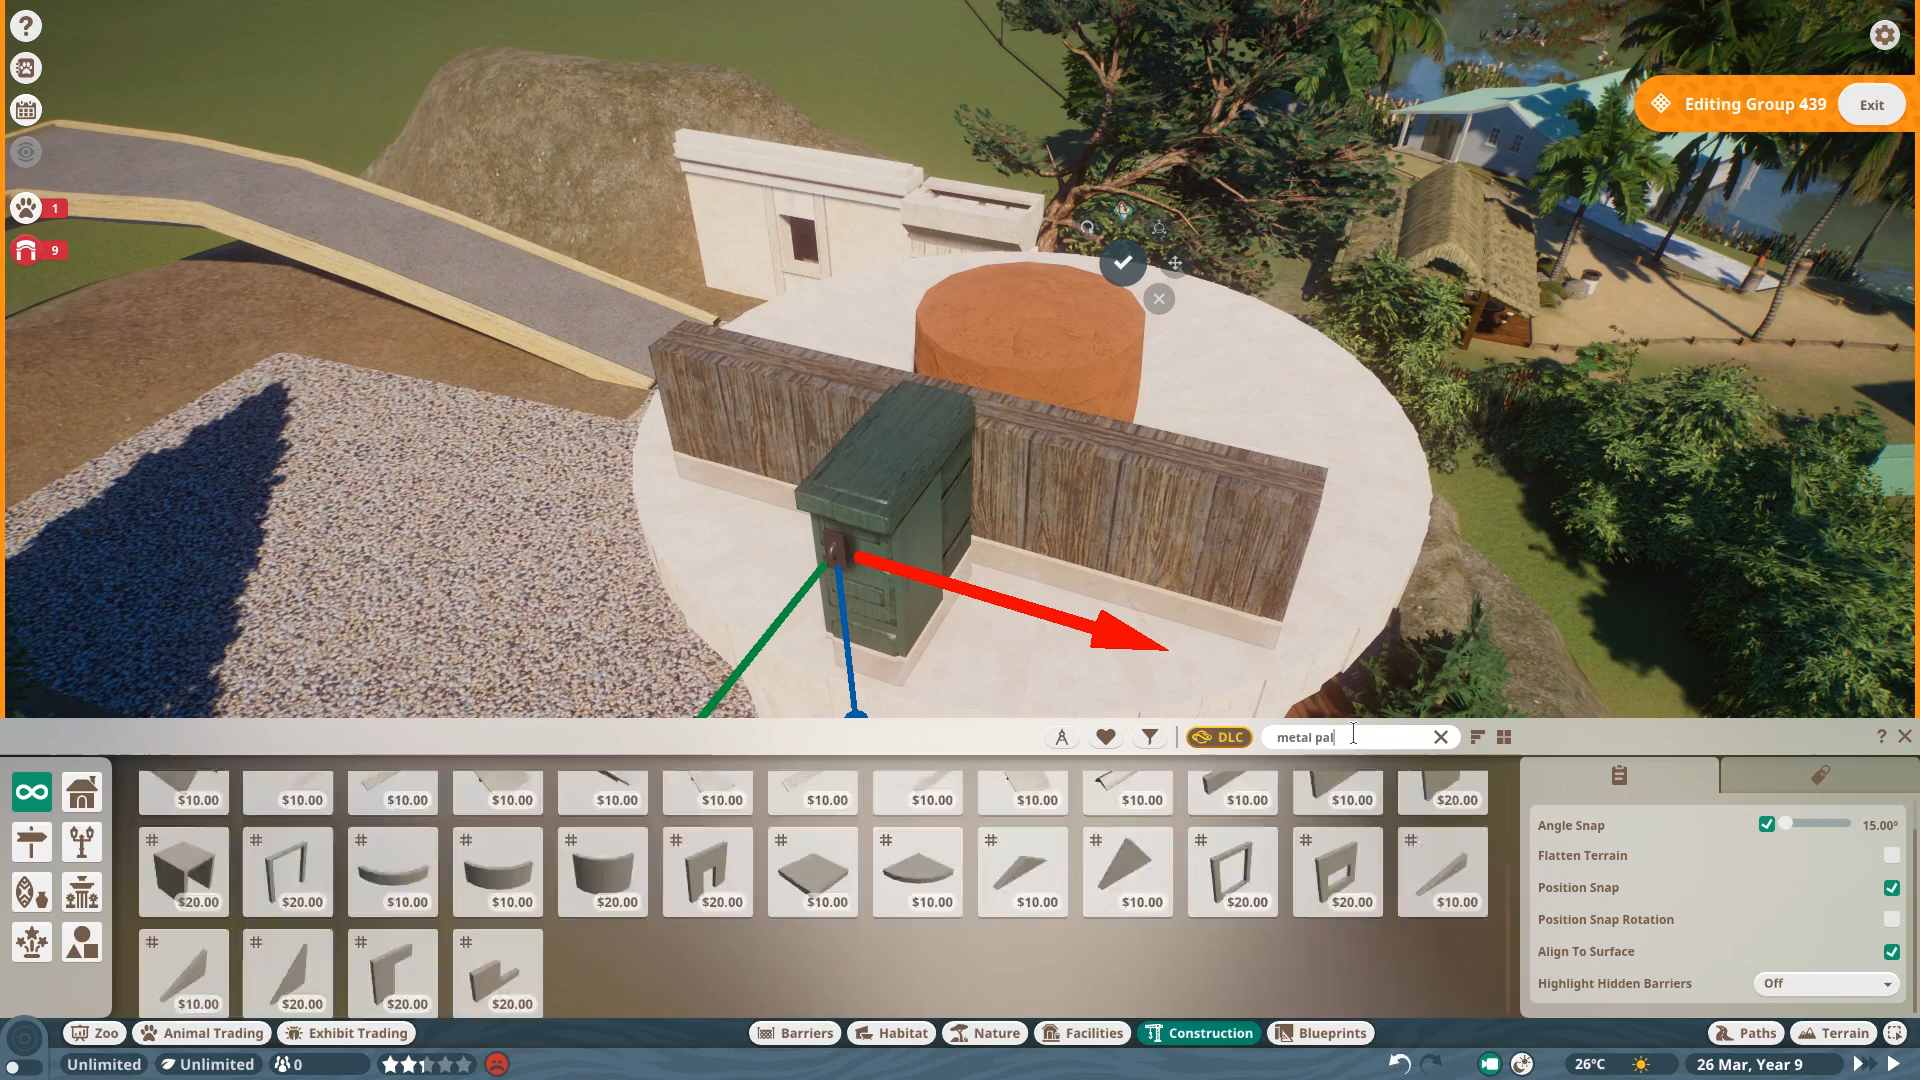 ?
1
9
Editing Group 439
Exit
DLC
metal pal
?
$10.00 $10.00 $10.00 $10.00 $10.00 $10.00 $10.00 $10.00 $10.00 $10.00 $10.00 $10.00 $20.00
$20.00 $20.00 $10.00 $10.00 $20.00 $20.00 $10.00 $10.00 $10.00 $10.00 $20.00 $20.00 $10.00
$10.00 $20.00 $20.00 $20.00
Angle Snap 15.00°
Flatten Terrain
Position Snap
Position Snap Rotation
Align To Surface
Highlight Hidden Barriers Off
Zoo Animal Trading Exhibit Trading Barriers Habitat Nature Facilities Construction Blueprints Paths Terrain
Unlimited Unlimited 0 26°C 26 Mar, Year 9